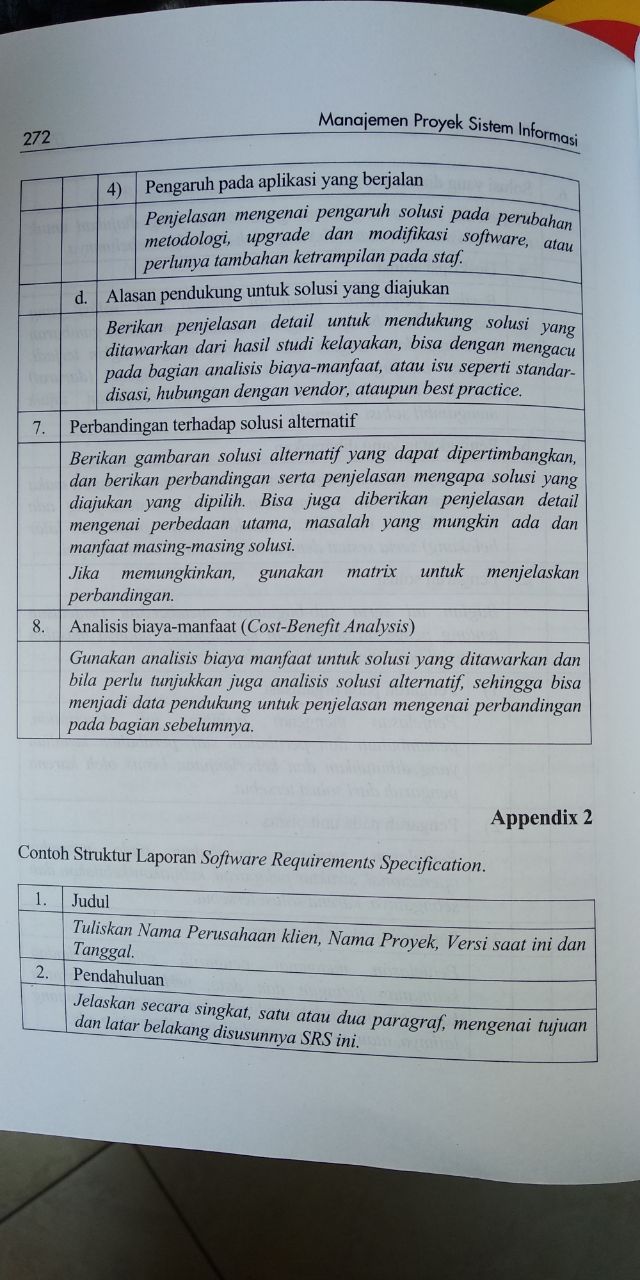 272
Manajemen Proyek Sistem Informasi
4) Pengaruh pada aplikasi yang berjalan
Penjelasan mengenai pengaruh solusi pada perubahan
metodologi, upgrade dan modifikasi software, atau
perlunya tambahan ketrampilan pada staf.
d. Alasan pendukung untuk solusi yang diajukan
Berikan penjelasan detail untuk mendukung solusi yang
ditawarkan dari hasil studi kelayakan, bisa dengan mengacu
pada bagian analisis biaya-manfaat, atau isu seperti standar-
disasi, hubungan dengan vendor, ataupun best practice.
7. Perbandingan terhadap solusi alternatif
Berikan gambaran solusi alternatif yang dapat dipertimbangkan,
dan berikan perbandingan serta penjelasan mengapa solusi yang
diajukan yang dipilih. Bisa juga diberikan penjelasan detail
mengenai perbedaan utama, masalah yang mungkin ada dan
manfaat masing-masing solusi.
Jika memungkinkan, gunakan matrix untuk menjelaskan
perbandingan.
8. Analisis biaya-manfaat (Cost-Benefit Analysis)
Gunakan analisis biaya manfaat untuk solusi yang ditawarkan dan
bila perlu tunjukkan juga analisis solusi alternatif, sehingga bisa
menjadi data pendukung untuk penjelasan mengenai perbandingan
pada bagian sebelumnya.
Appendix 2
Contoh Struktur Laporan Software Requirements Specification.
1. Judul
Tuliskan Nama Perusahaan klien, Nama Proyek, Versi saat ini dan
Tanggal.
2. Pendahuluan
Jelaskan secara singkat, satu atau dua paragraf, mengenai tujuan
dan latar belakang disusunnya SRS ini.